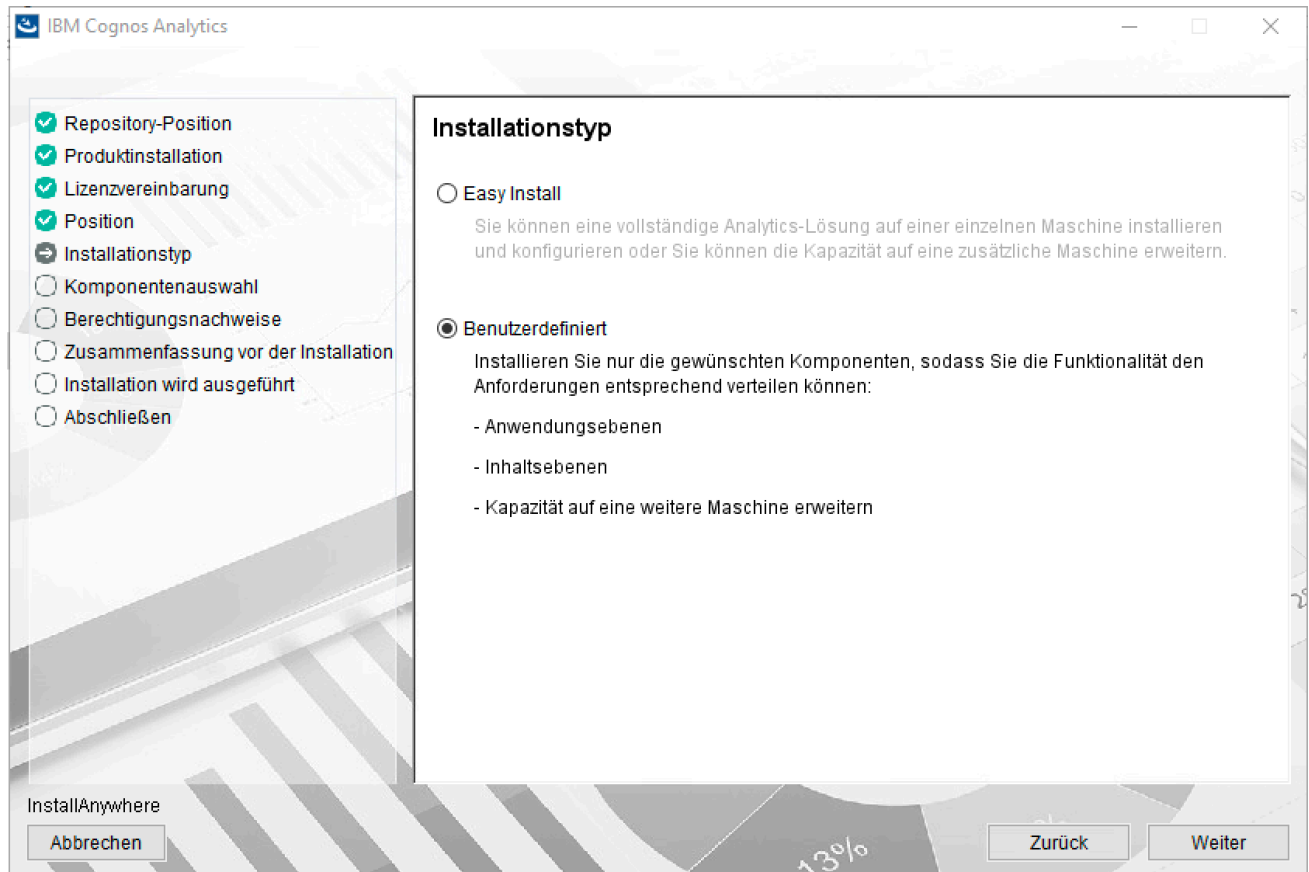 IBM Cognos Analytics
Repository-Position
Produktinstallation
Lizenzvereinbarung
Position
Installationstyp
Komponentenauswahl
Berechtigungsnachweise
Zusammenfassung vor der Installation
Installation wird ausgeführt
Abschließen
Installationstyp
Easy Install
Sie können eine vollständige Analytics-Lösung auf einer einzelnen Maschine installieren
und konfigurieren oder Sie können die Kapazität auf eine zusätzliche Maschine erweitern.
Benutzerdefiniert
Installieren Sie nur die gewünschten Komponenten, sodass Sie die Funktionalität den
Anforderungen entsprechend verteilen können:
- Anwendungsebenen
- Inhaltsebenen
- Kapazität auf eine weitere Maschine erweitern
InstallAnywhere
Abbrechen
13%
Zurück
Weiter